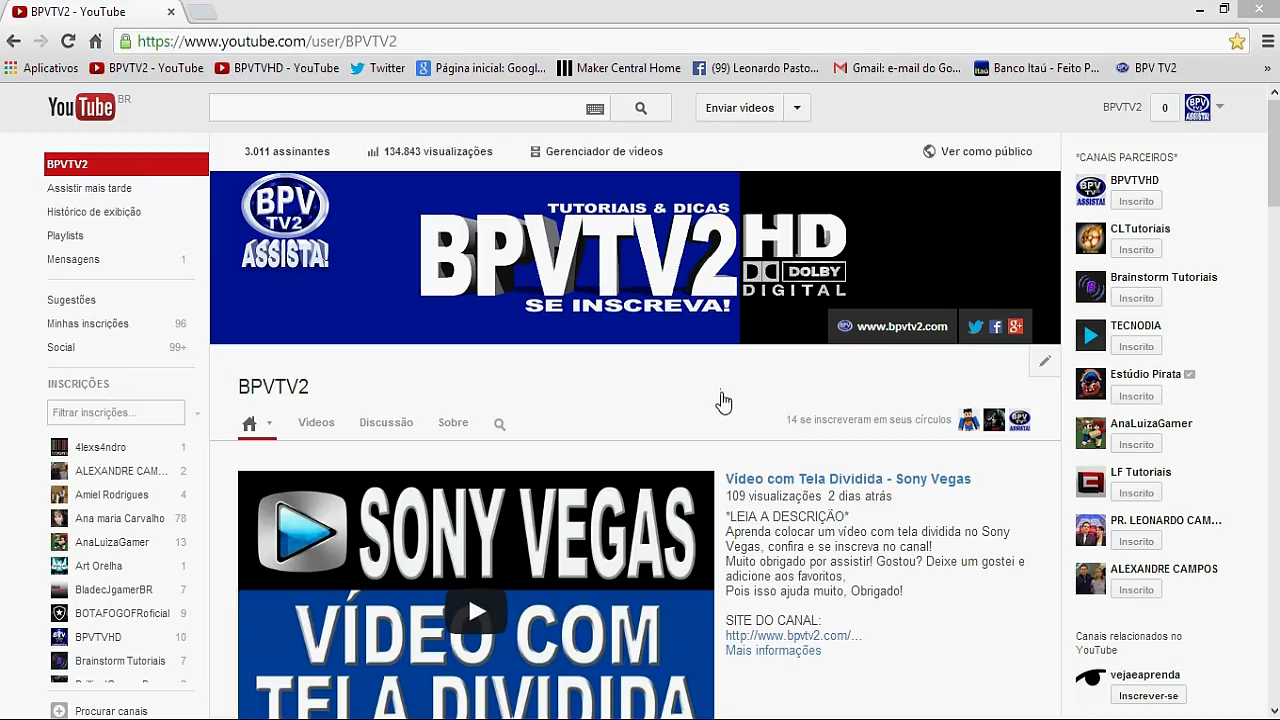 BPVTV2 - YouTube
https://www.youtube.com/user/BPVTV2
Aplicativos
BPVTV2 - YouTube
BPVTVHD - YouTube
Twitter
Página inicial: Googl...
Maker Central Home
(99) Leonardo Pasto...
Gmail: e-mail do Go...
Banco Itaú - Feito P...
BPV TV2
»
YouTube BR
Enviar vídeos
BPVTV2
0
3.011 assinantes
134.843 visualizações
Gerenciador de vídeos
Ver como público
BPVTV2
Assistir mais tarde
Histórico de exibição
Playlists
Mensagens 1
Sugestões
Minhas inscrições 96
Social 99+
INSCRIÇÕES
Filtrar inscrições...
4lexs4ndro 1
ALEXANDRE CAM... 2
Amiel Rodrigues 4
Ana maria Carvalho 78
AnaLuizaGamer 13
Art Orelha 1
BladecJgamerBR 7
BOTAFOGOFRoficial 9
BPVTVHD 10
Brainstorm Tutoriais 7
Procurar canais
BPV
TV2
ASSISTA!
TUTORIAIS & DICAS
BPVTV2
SE INSCREVA!
HD
DOLBY
DIGITAL
www.bpvtv2.com
BPVTV2
Vídeos
Discussão
Sobre
14 se inscreveram em seus círculos
SONY VEGAS
VÍDEO COM
TELA DIVIDIDA
Vídeo com Tela Dividida - Sony Vegas
109 visualizações 2 dias atrás
*LEIA A DESCRIÇÃO*
Aprenda colocar um vídeo com tela dividida no Sony
Vegas, confira e se inscreva no canal!
Muito obrigado por assistir! Gostou? Deixe um gostei e
adicione aos favoritos,
Pois isso ajuda muito, Obrigado!
SITE DO CANAL:
http://www.bpvtv2.com/...
Mais informações
*CANAIS PARCEIROS*
BPVTVHD
Inscrito
CLTutoriais
Inscrito
Brainstorm Tutoriais
Inscrito
TECNODIA
Inscrito
Estúdio Pirata
Inscrito
AnaLuizaGamer
Inscrito
LF Tutoriais
Inscrito
PR. LEONARDO CAM...
Inscrito
ALEXANDRE CAMPOS
Inscrito
Canais relacionados no
YouTube
vejaeaprenda
Inscrever-se